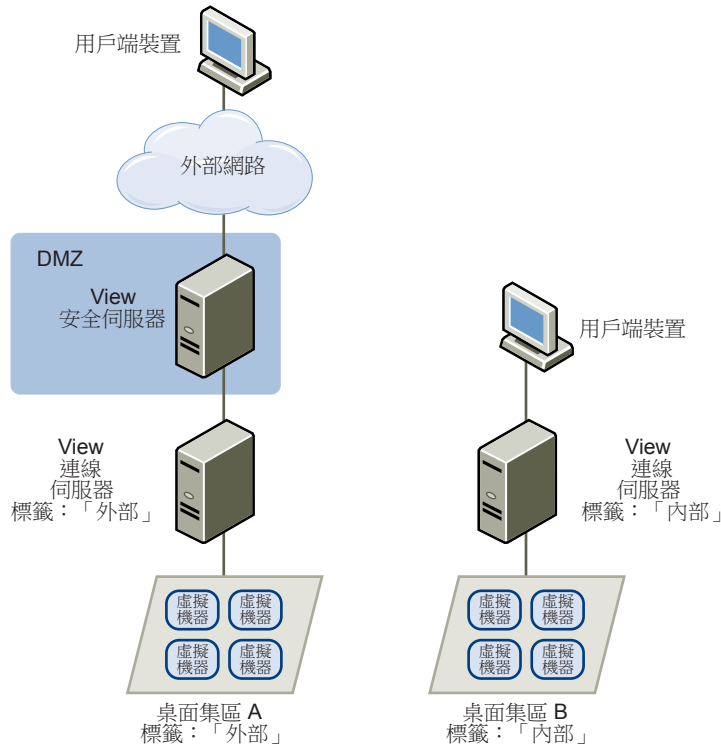 用戶端裝置
外部網路
DMZ
View
安全伺服器
用戶端裝置
View
連線
伺服器
標籤：「外部」
View
連線
伺服器
標籤：「內部」
虛擬
機器
虛擬
機器
虛擬
機器
虛擬
機器
虛擬
機器
虛擬
機器
虛擬
機器
虛擬
機器
桌面集區 A
標籤：「外部」
桌面集區 B
標籤：「內部」